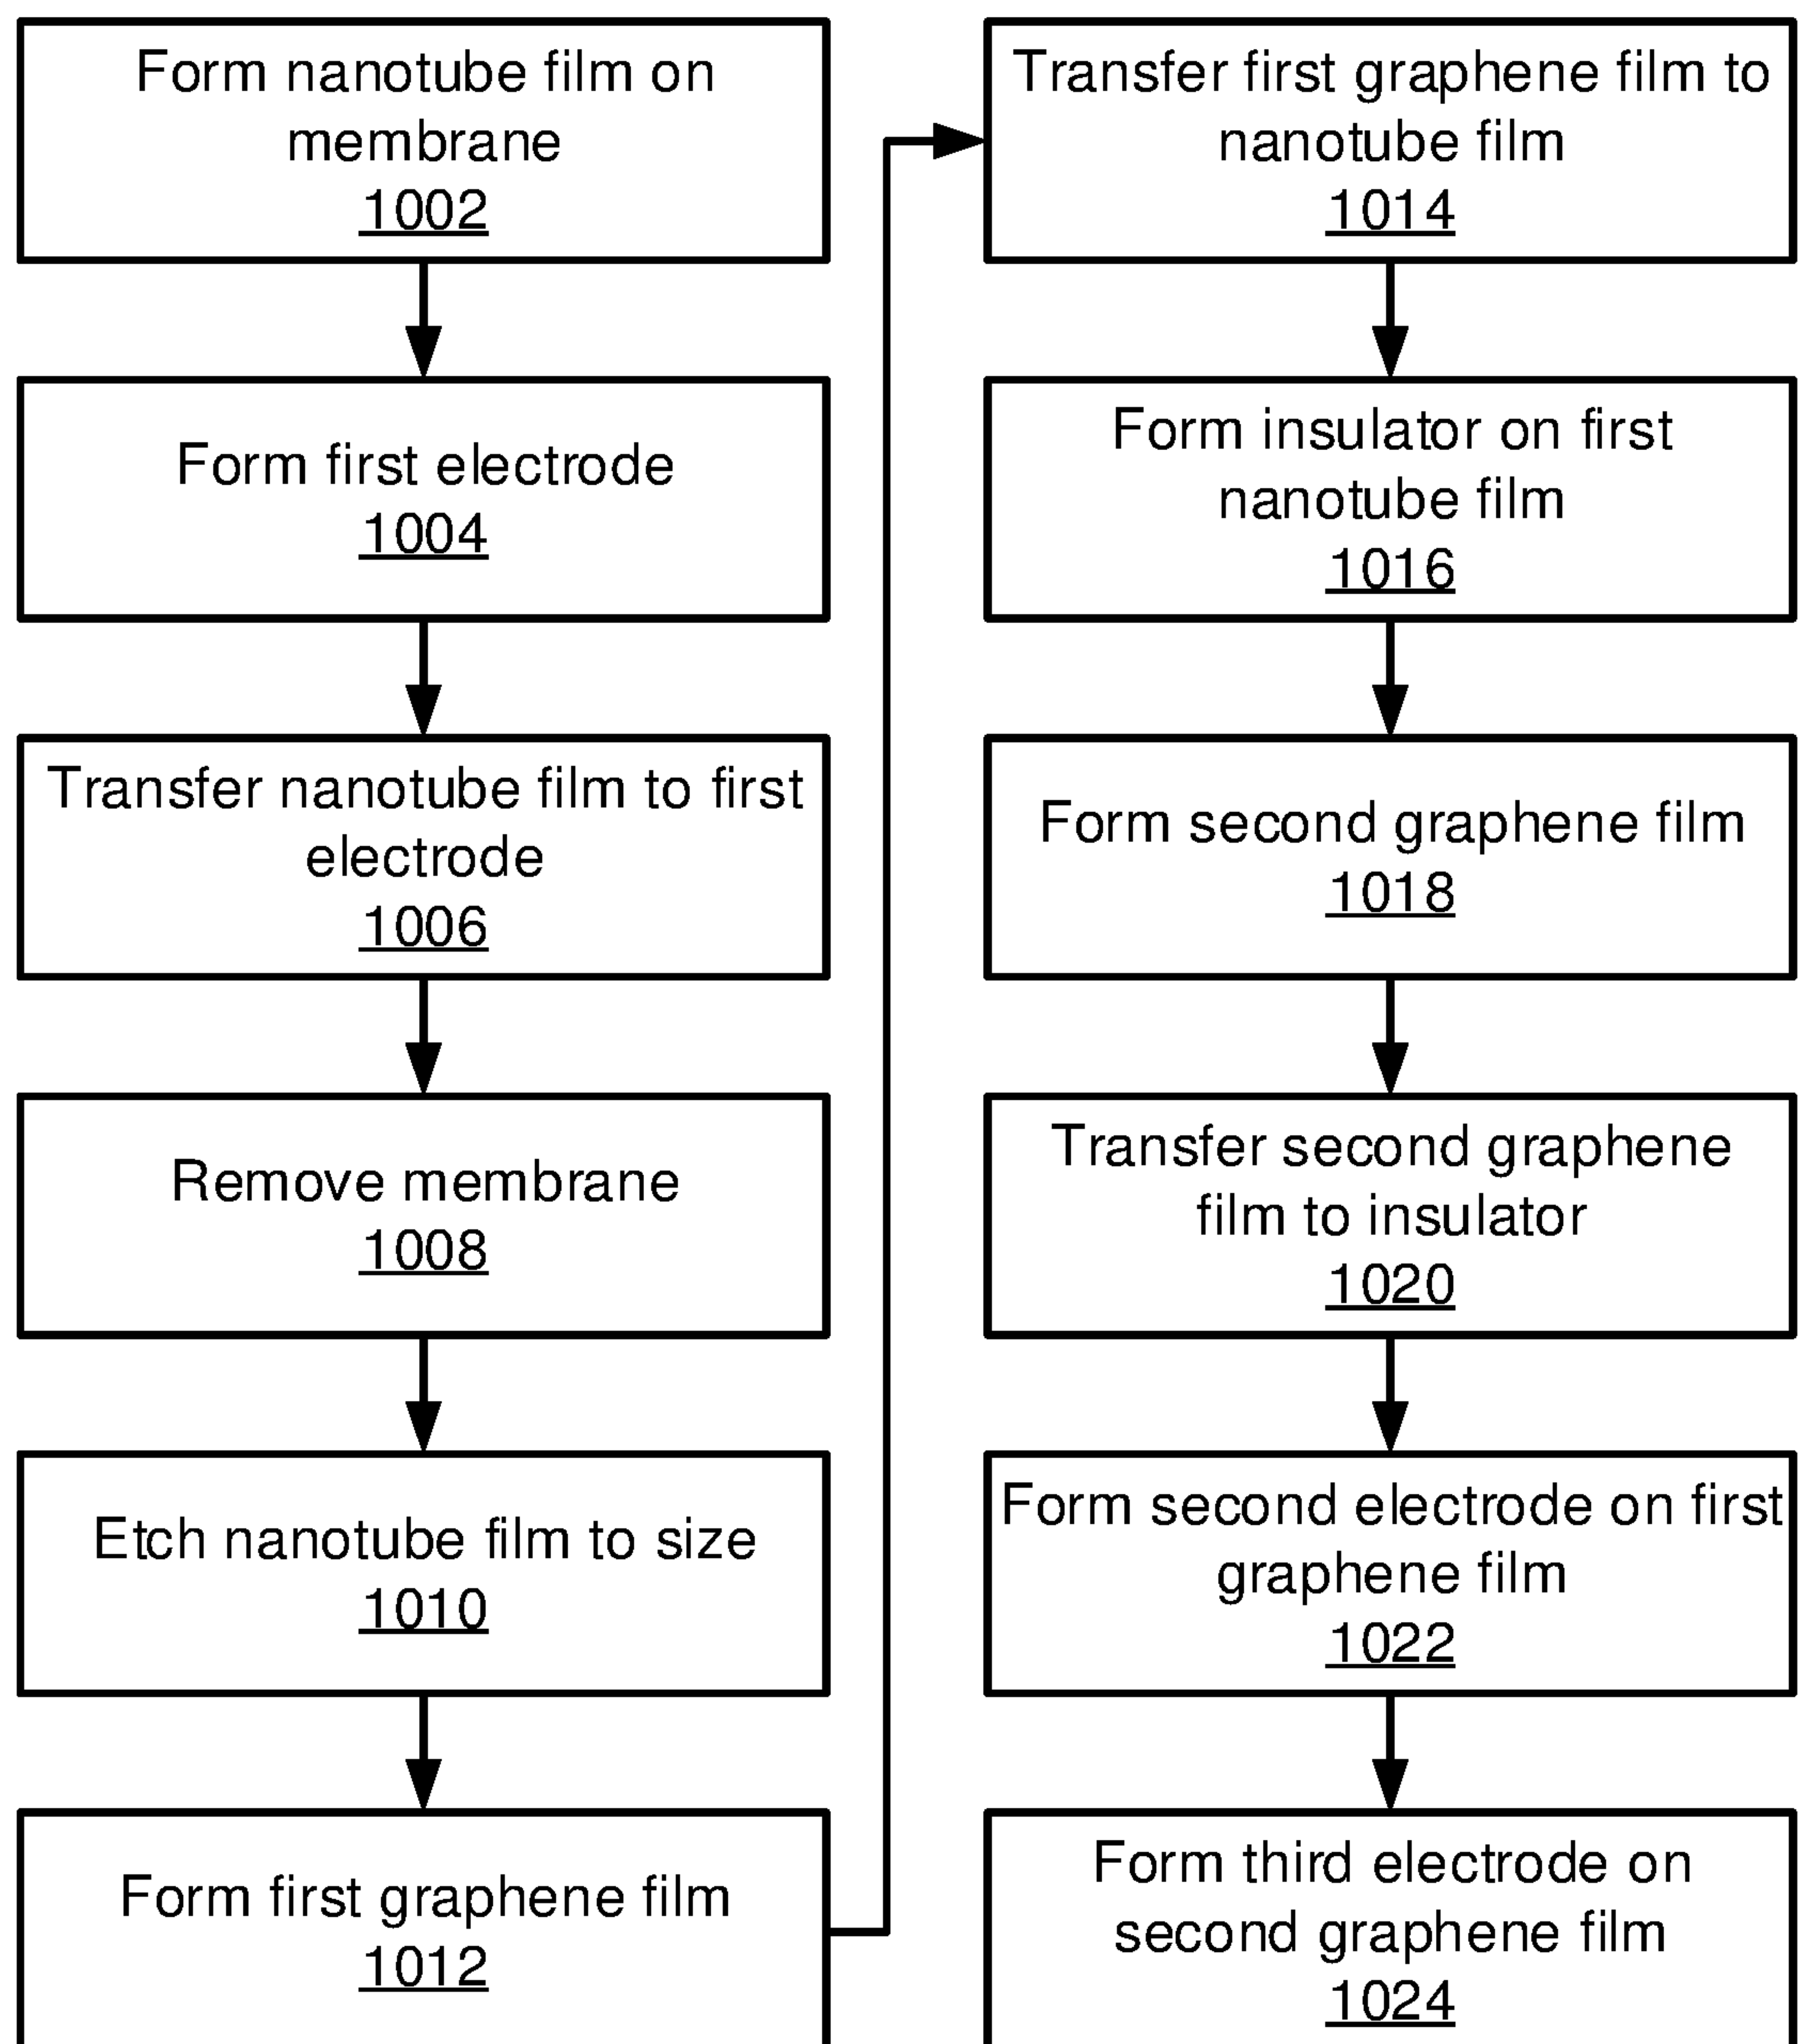 Form nanotube film on
membrane
1002
Form first electrode
1004
Transfer nanotube film to first
electrode
1006
Remove membrane
1008
Etch nanotube film to size
1010
Form first graphene film
1012
Transfer first graphene film to
nanotube film
1014
Form insulator on first
nanotube film
1016
Form second graphene film
1018
Transfer second graphene
film to insulator
1020
Form second electrode on first
graphene film
1022
Form third electrode on
second graphene film
1024